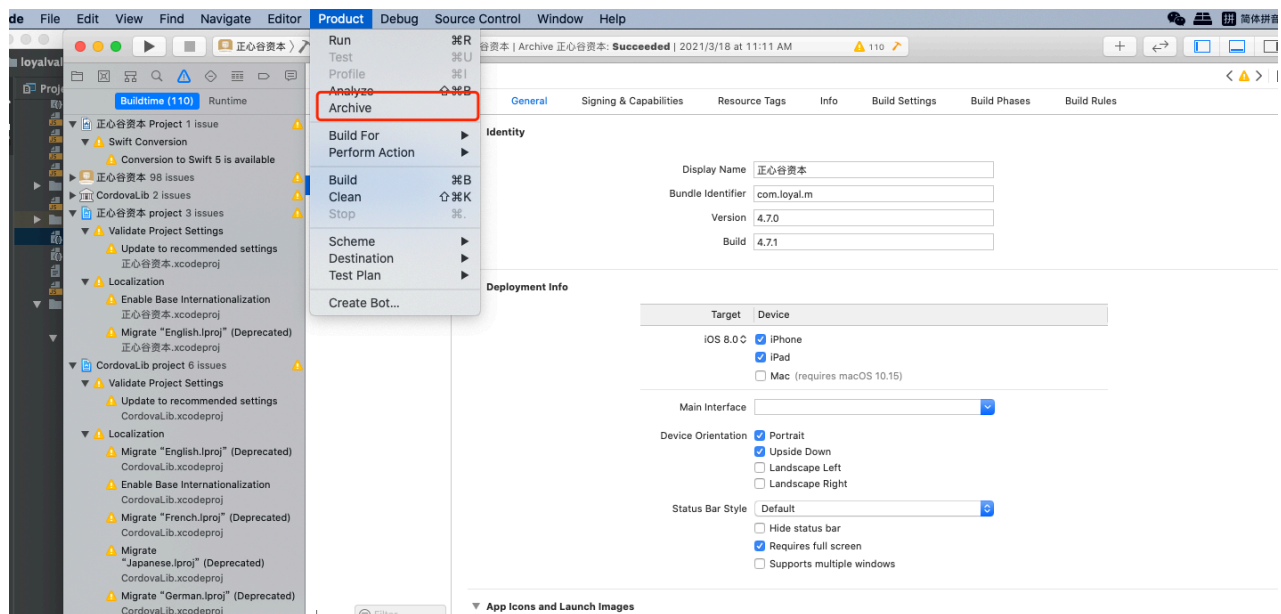 de File Edit View Find Navigate Editor Product Debug Source Control Window Help 简体拼音
正心谷资本 〉
谷资本 | Archive 正心谷资本: Succeeded | 2021/3/18 at 11:11 AM 110
loyalval
Proje
Buildtime (110) Runtime
正心谷资本 Project 1 issue
Swift Conversion
Conversion to Swift 5 is available
正心谷资本 98 issues
CordovaLib 2 issues
正心谷资本 project 3 issues
Validate Project Settings
Update to recommended settings
正心谷资本.xcodeproj
Localization
Enable Base Internationalization
正心谷资本.xcodeproj
Migrate “English.lproj” (Deprecated)
正心谷资本.xcodeproj
CordovaLib project 6 issues
Validate Project Settings
Update to recommended settings
CordovaLib.xcodeproj
Localization
Migrate “English.lproj” (Deprecated)
CordovaLib.xcodeproj
Enable Base Internationalization
CordovaLib.xcodeproj
Migrate “French.lproj” (Deprecated)
CordovaLib.xcodeproj
Migrate
“Japanese.lproj” (Deprecated)
CordovaLib.xcodeproj
Migrate “German.lproj” (Deprecated)
CordovaLib.xcodeproj
Run ⌘R
Test ⌘U
Profile ⌘I
Analyze ⇧⌘B
Archive
Build For
Perform Action
Build ⌘B
Clean ⇧⌘K
Stop ⌘.
Scheme
Destination
Test Plan
Create Bot...
Filter
General Signing & Capabilities Resource Tags Info Build Settings Build Phases Build Rules
Identity
Display Name 正心谷资本
Bundle Identifier com.loyal.m
Version 4.7.0
Build 4.7.1
Deployment Info
Target Device
iOS 8.0 iPhone
iPad
Mac (requires macOS 10.15)
Main Interface
Device Orientation Portrait
Upside Down
Landscape Left
Landscape Right
Status Bar Style Default
Hide status bar
Requires full screen
Supports multiple windows
App Icons and Launch Images